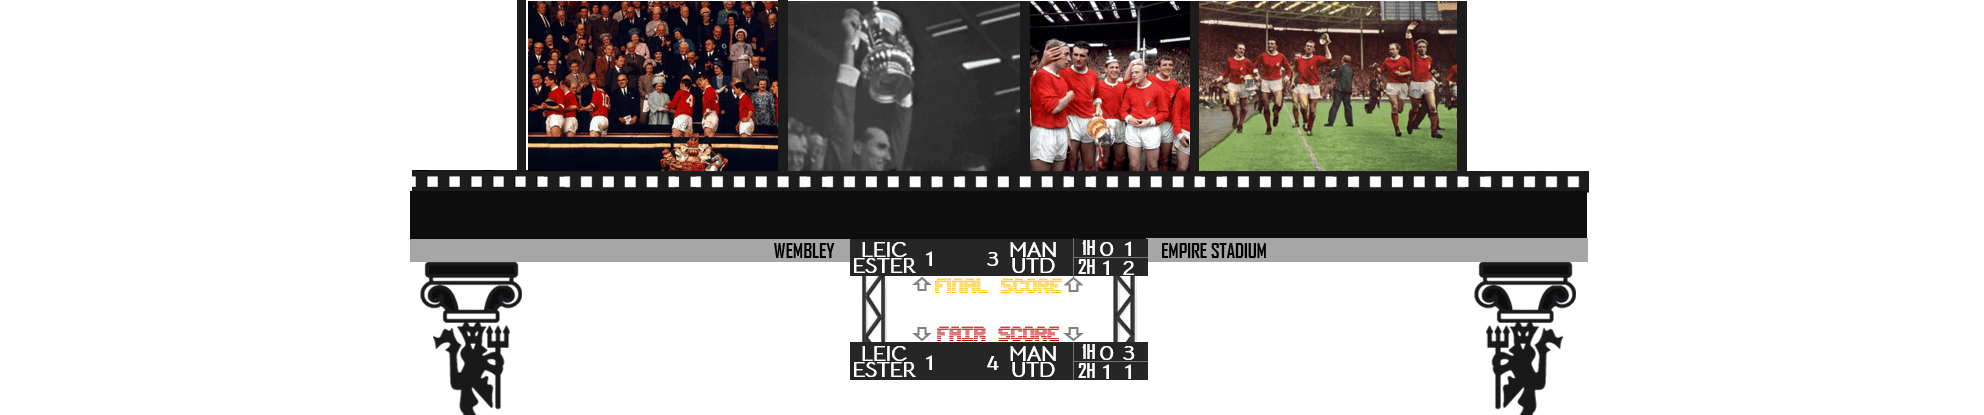 WEMBLEY
LEIC
ESTER 1 3 MAN
UTD
1H 0 1
2H 1 2
EMPIRE STADIUM
FINAL SCORE
FAIR SCORE
LEIC
ESTER 1 4 MAN
UTD
1H 0 3
2H 1 1